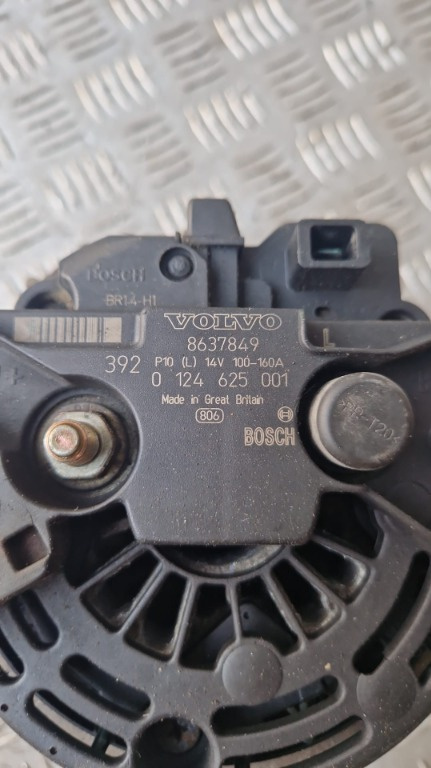 BOSCH
BR14-H1
VOLVO
8637849
392 P10 (L) 14V 100-160A
0 124 625 001
Made in Great Britain
806
BOSCH
L